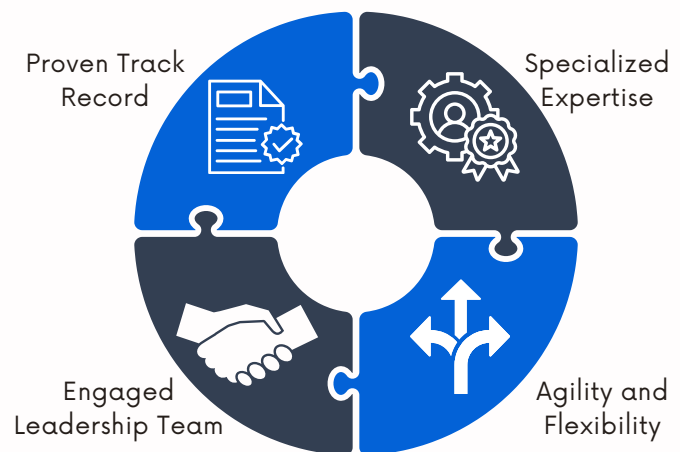 Proven Track
Record
Specialized
Expertise
Engaged
Leadership Team
Agility and
Flexibility